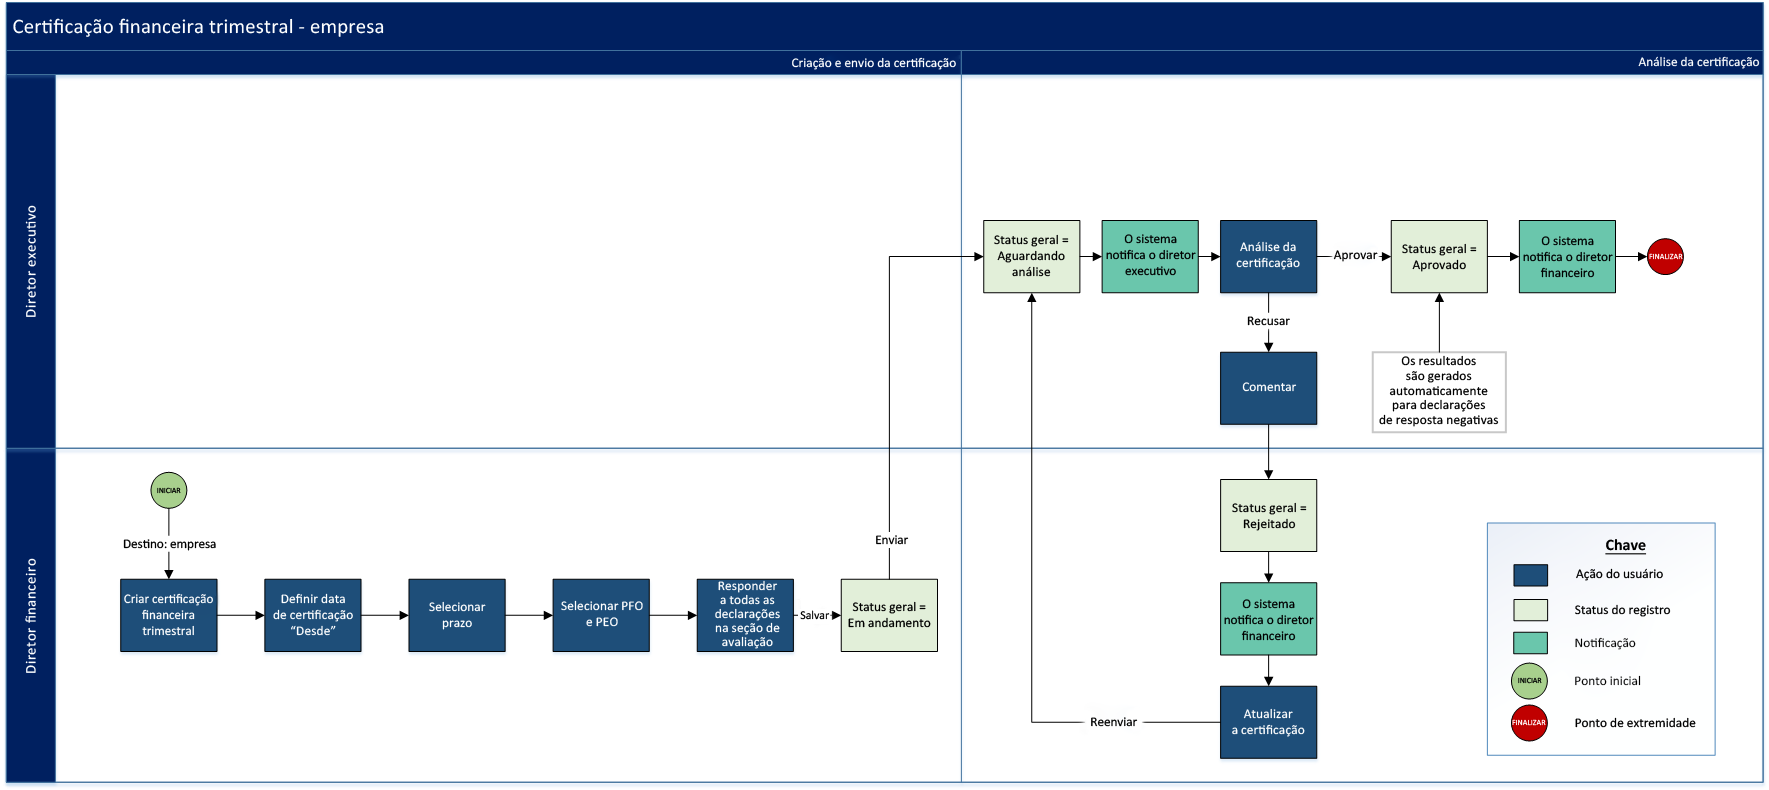 Certificação financeira trimestral - empresa
Criação e envio da certificação
Análise da certificação
Diretor executivo
Status geral =
Aguardando
análise
O sistema
notifica o diretor
executivo
Análise da
certificação
Aprovar
Status geral =
Aprovado
O sistema
notifica o diretor
financeiro
FINALIZAR
Recusar
Comentar
Os resultados
são gerados
automaticamente
para declarações
de resposta negativas
Diretor financeiro
INICIAR
Destino: empresa
Criar certificação
financeira
trimestral
Definir data
de certificação
“Desde”
Selecionar
prazo
Selecionar PFO
e PEO
Responder
a todas as
declarações
na seção de
avaliação
Salvar
Status geral =
Em andamento
Enviar
Status geral =
Rejeitado
O sistema
notifica o diretor
financeiro
Atualizar
a certificação
Reenviar
Chave
Ação do usuário
Status do registro
Notificação
INICIAR
Ponto inicial
FINALIZAR
Ponto de extremidade